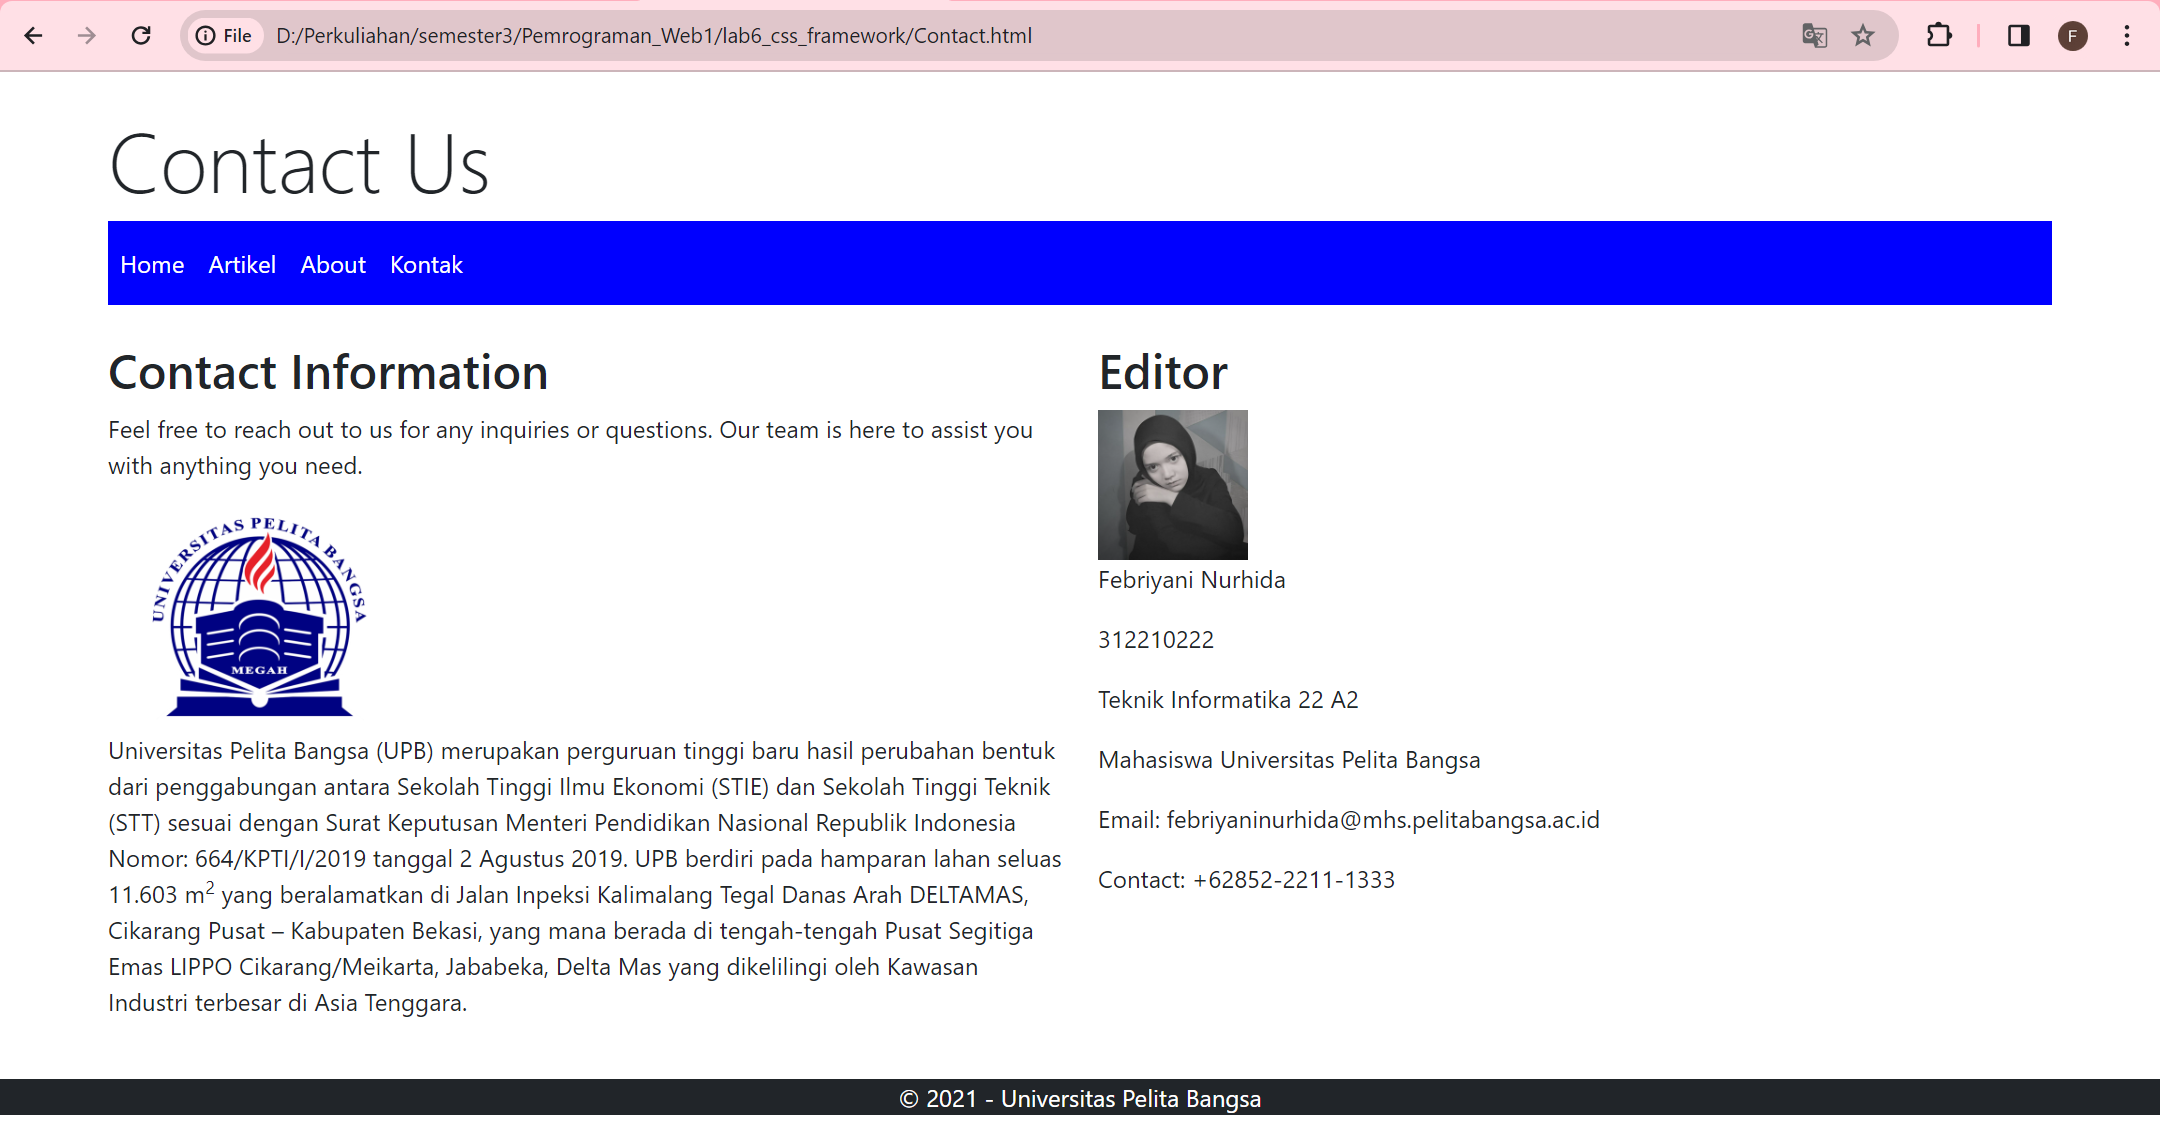 File D:/Perkuliahan/semester3/Pemrograman_Web1/lab6_css_framework/Contact.html
F
Contact Us
Home Artikel About Kontak
Contact Information
Feel free to reach out to us for any inquiries or questions. Our team is here to assist you
with anything you need.
UNIVERSITAS PELITA BANGSA
MEGAH
Universitas Pelita Bangsa (UPB) merupakan perguruan tinggi baru hasil perubahan bentuk
dari penggabungan antara Sekolah Tinggi Ilmu Ekonomi (STIE) dan Sekolah Tinggi Teknik
(STT) sesuai dengan Surat Keputusan Menteri Pendidikan Nasional Republik Indonesia
Nomor: 664/KPTI/I/2019 tanggal 2 Agustus 2019. UPB berdiri pada hamparan lahan seluas
11.603 m² yang beralamatkan di Jalan Inpeksi Kalimalang Tegal Danas Arah DELTAMAS,
Cikarang Pusat – Kabupaten Bekasi, yang mana berada di tengah-tengah Pusat Segitiga
Emas LIPPO Cikarang/Meikarta, Jababeka, Delta Mas yang dikelilingi oleh Kawasan
Industri terbesar di Asia Tenggara.
Editor
Febriyani Nurhida
312210222
Teknik Informatika 22 A2
Mahasiswa Universitas Pelita Bangsa
Email: febriyaninurhida@mhs.pelitabangsa.ac.id
Contact: +62852-2211-1333
© 2021 - Universitas Pelita Bangsa